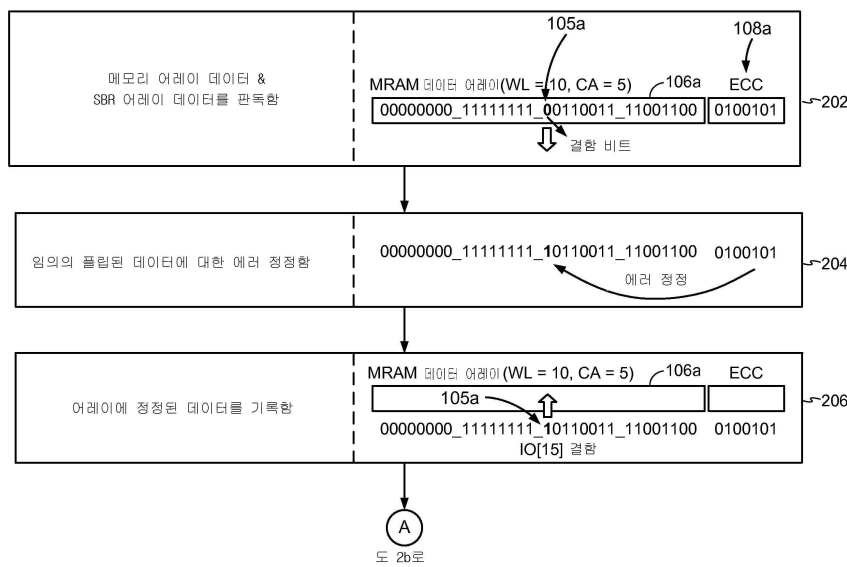 105a
108a
메모리 어레이 데이터 &
SBR 어레이 데이터를 판독함
MRAM 데이터 어레이(WL = 10, CA = 5)
106a
ECC
00000000_11111111_00110011_11001100
0100101
202
결함 비트
임의의 플립된 데이터에 대한 에러 정정함
00000000_11111111_10110011_11001100
0100101
204
에러 정정
MRAM 데이터 어레이(WL = 10, CA = 5)
106a
ECC
어레이에 정정된 데이터를 기록함
105a
206
00000000_11111111_10110011_11001100
0100101
IO[15] 결함
A
도 2b로